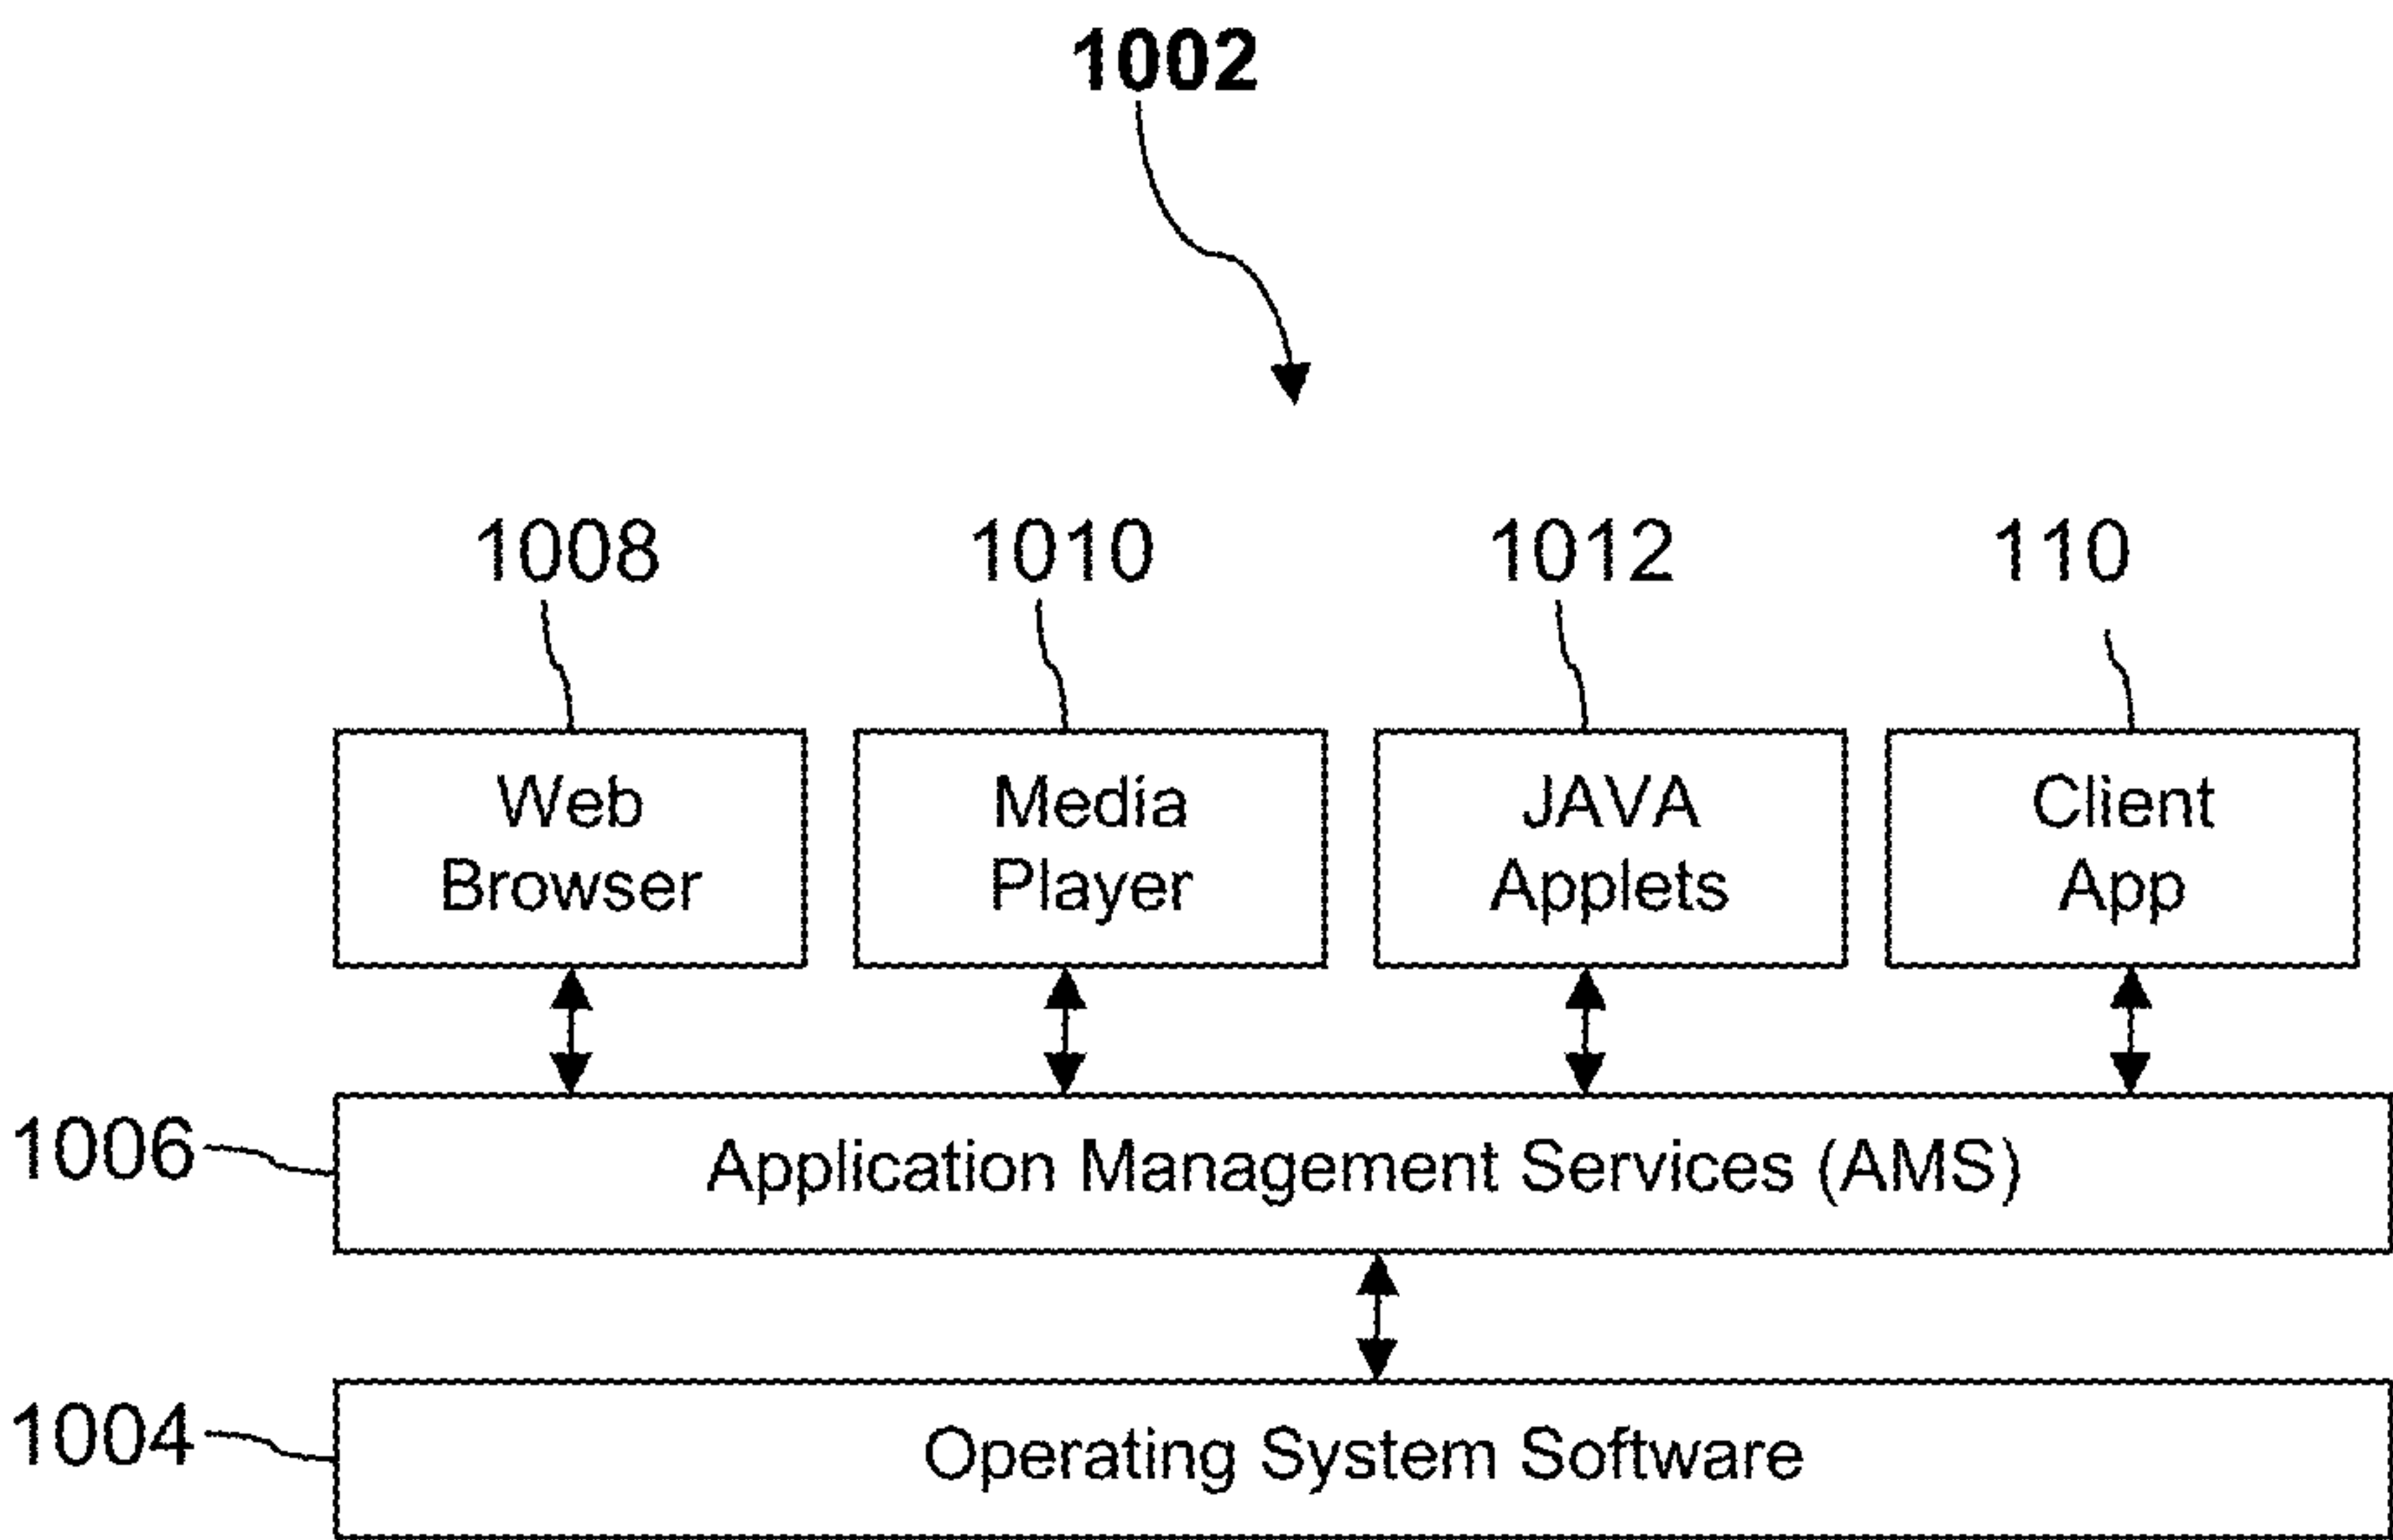 1002
1008
1010
1012
110
Web
Browser
Media
Player
JAVA
Applets
Client
App
1006
Application Management Services (AMS)
1004
Operating System Software